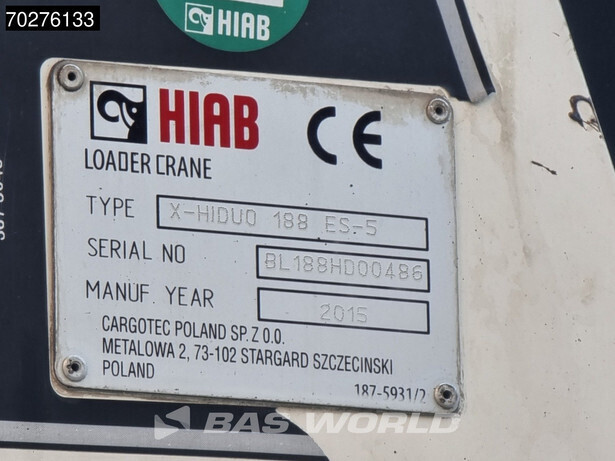 70276133
HIAB
HIAB
CE
LOADER CRANE
TYPE X-HIDUO 188 ES-5
SERIAL NO BL188HD00486
MANUF. YEAR 2015
CARGOTEC POLAND SP. Z O.O.
METALOWA 2, 73-102 STARGARD SZCZECINSKI
POLAND
187-5931/2
BAS WORLD